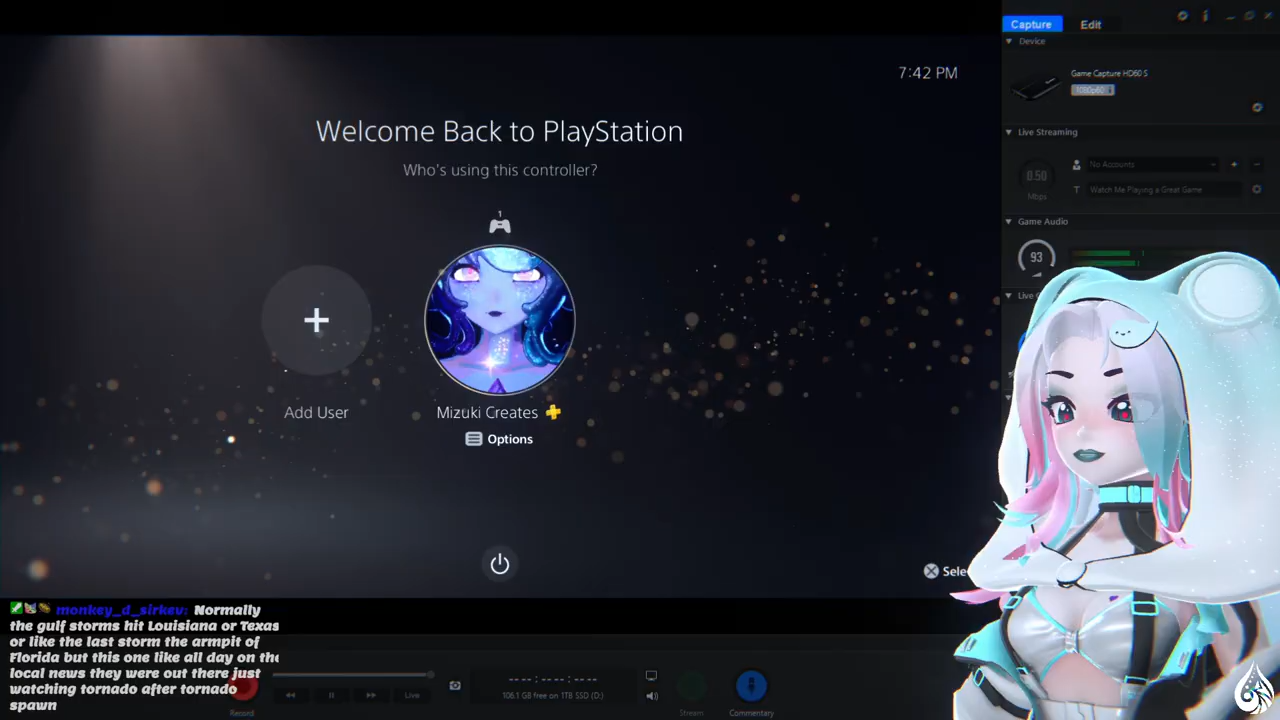 Capture
Edit
Device
7:42 PM
Game Capture HD60 S
Welcome Back to PlayStation
Who's using this controller?
Live Streaming
0.50
Mbps
No Accounts
T Watch Me Playing a Great Game
1
Game Audio
93
Add User
Mizuki Creates
Options
Sele
monkey_d_sirkev: Normally
the gulf storms hit Louisiana or Texas
or like the last storm the armpit of
Florida but this one like all day on the
local news they were out there just
watching tornado after tornado
spawn
Live
-- -- : -- -- : -- --
106.1 GB free on 1TB SSD (D:)
Record
Stream
Commentary